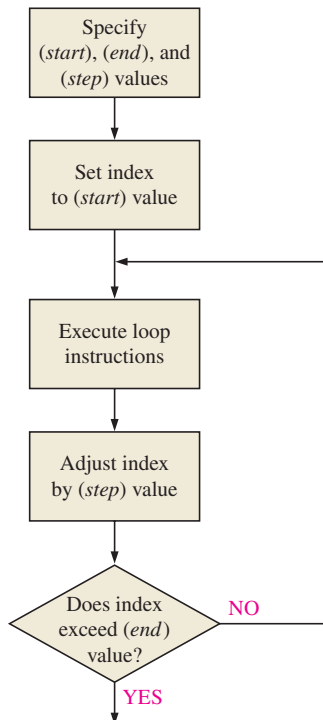 Specify
(start), (end), and
(step) values
Set index
to (start) value
Execute loop
instructions
Adjust index
by (step) value
Does index
exceed (end)
value?
NO
YES